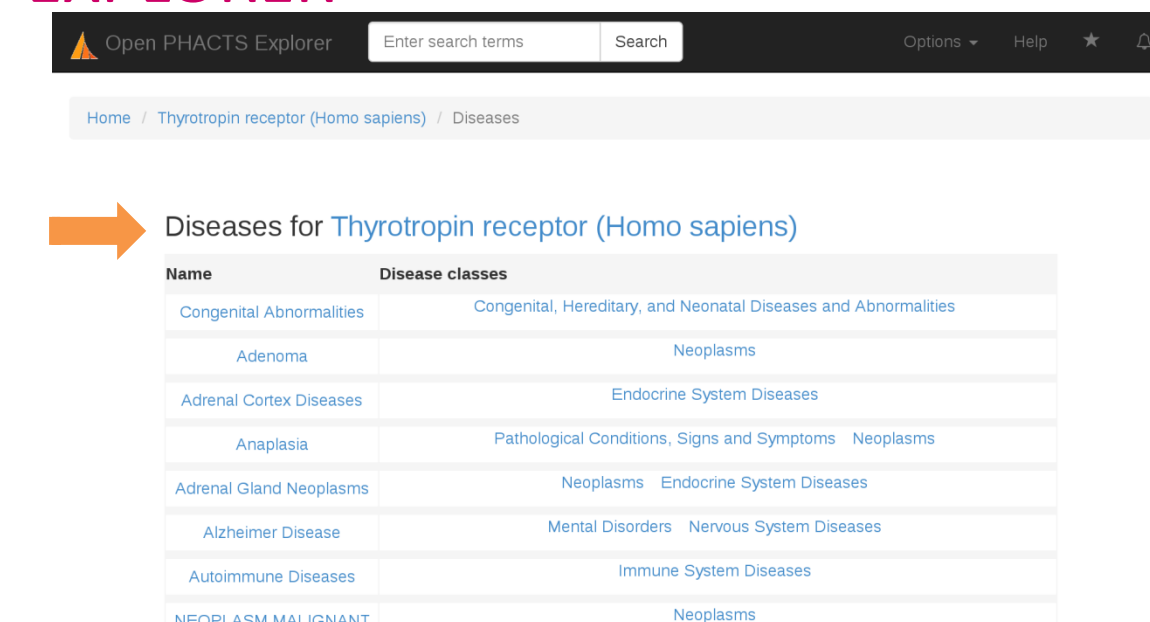 EXPLORER
Open PHACTS Explorer Enter search terms Search Options Help
Home / Thyrotropin receptor (Homo sapiens) / Diseases
Diseases for Thyrotropin receptor (Homo sapiens)
Name Disease classes
Congenital Abnormalities Congenital, Hereditary, and Neonatal Diseases and Abnormalities
Adenoma Neoplasms
Adrenal Cortex Diseases Endocrine System Diseases
Anaplasia Pathological Conditions, Signs and Symptoms Neoplasms
Adrenal Gland Neoplasms Neoplasms Endocrine System Diseases
Alzheimer Disease Mental Disorders Nervous System Diseases
Autoimmune Diseases Immune System Diseases
NEOPLASM MALIGNANT Neoplasms